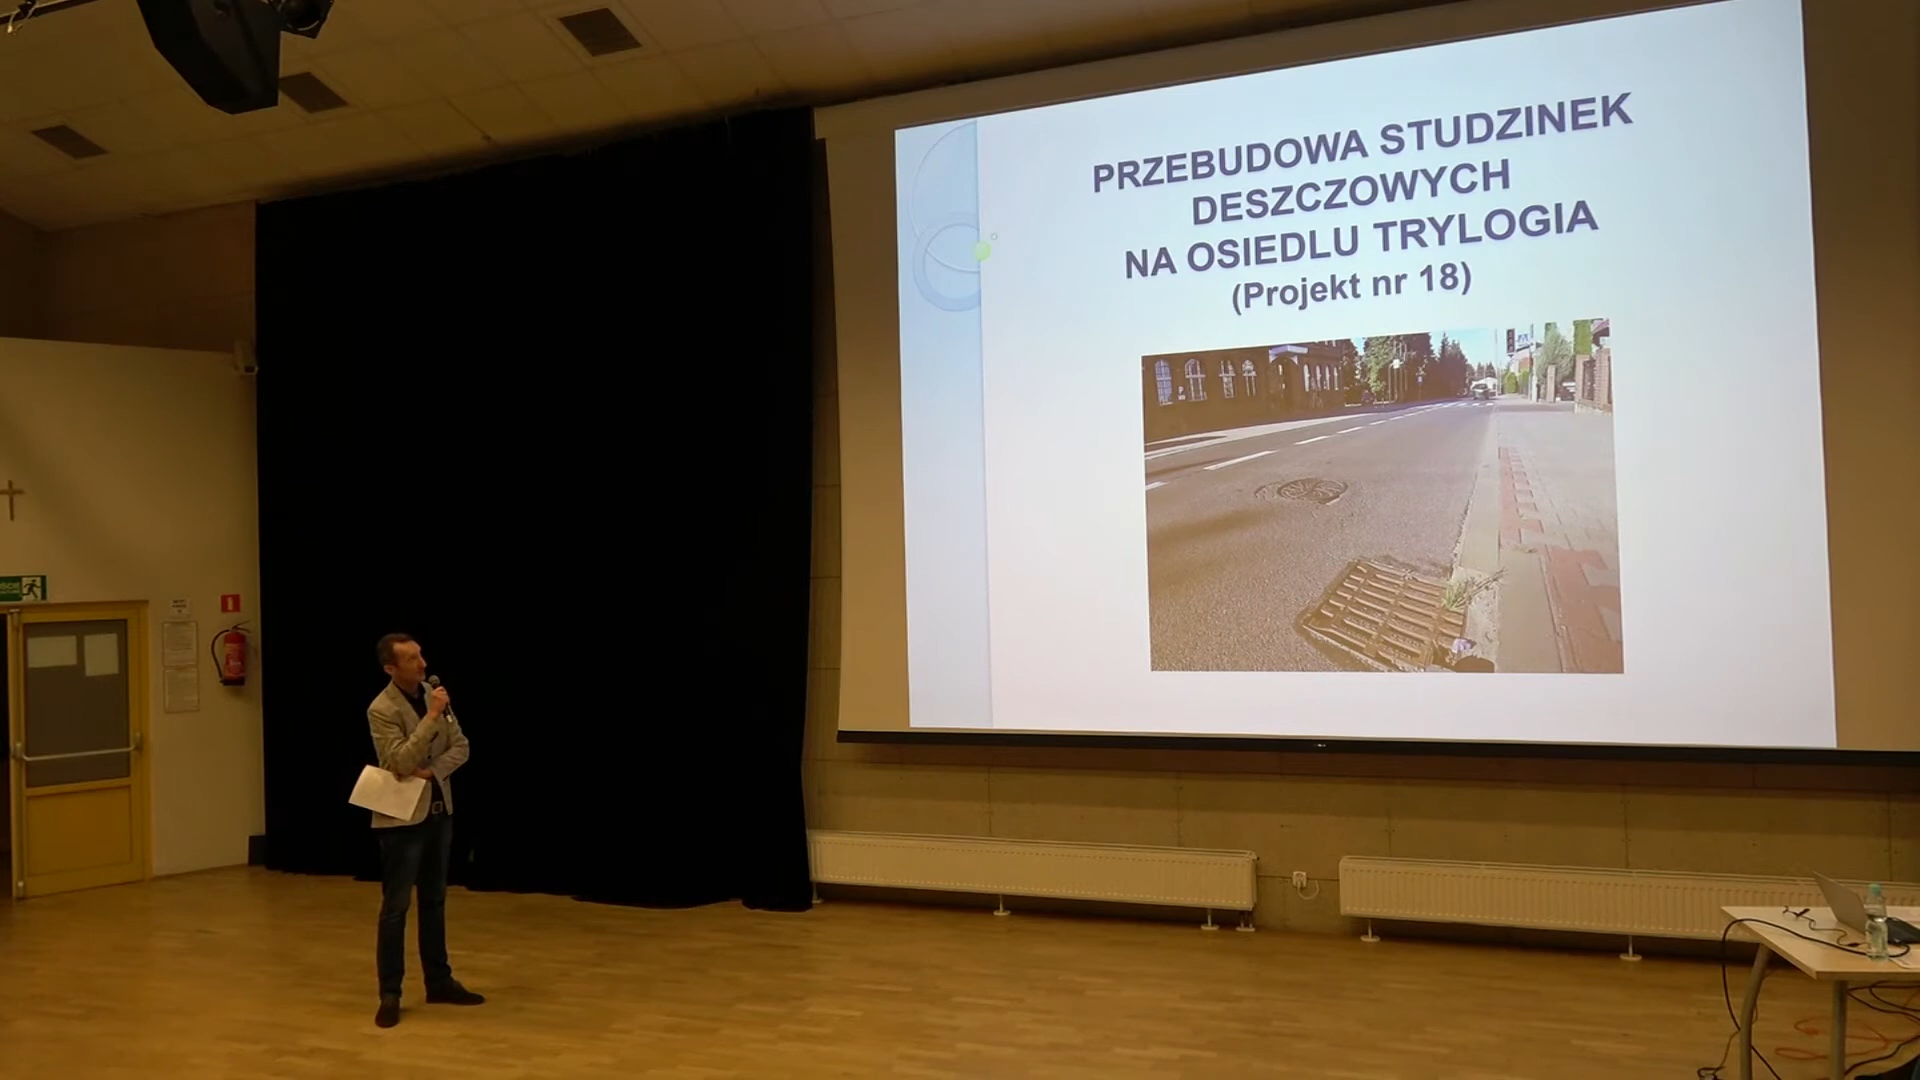 PRZEBUDOWA STUDZINEK
DESZCZOWYCH
NA OSIEDLU TRYLOGIA
(Projekt nr 18)